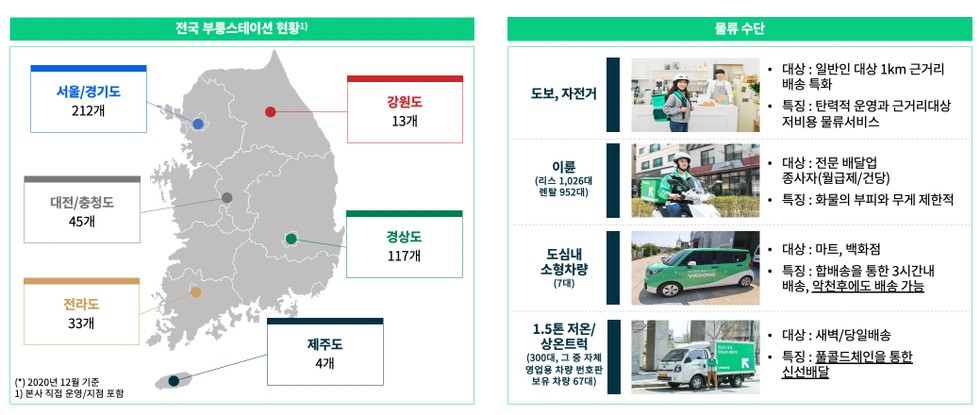 전국 부릉스테이션 현황1)
서울/경기도
212개
강원도
13개
대전/충청도
45개
경상도
117개
전라도
33개
제주도
4개
(*) 2020년 12월 기준
1) 본사 직접 운영/지점 포함
물류 수단
도보, 자전거
• 대상 : 일반인 대상 1km 근거리
배송 특화
• 특징 : 탄력적 운영과 근거리대상
저비용 물류서비스
이륜
(리스 1,026대
렌탈 952대)
• 대상 : 전문 배달업
종사자(월급제/건당)
• 특징 : 화물의 부피와 무게 제한적
도심내
소형차량
(7대)
• 대상 : 마트, 백화점
• 특징 : 합배송을 통한 3시간내
배송, 악천후에도 배송 가능
1.5톤 저온/
상온트럭
(300대, 그 중 자체
영업용 차량 번호판
보유 차량 67대)
• 대상 : 새벽/당일배송
• 특징 : 풀콜드체인을 통한
신선배달